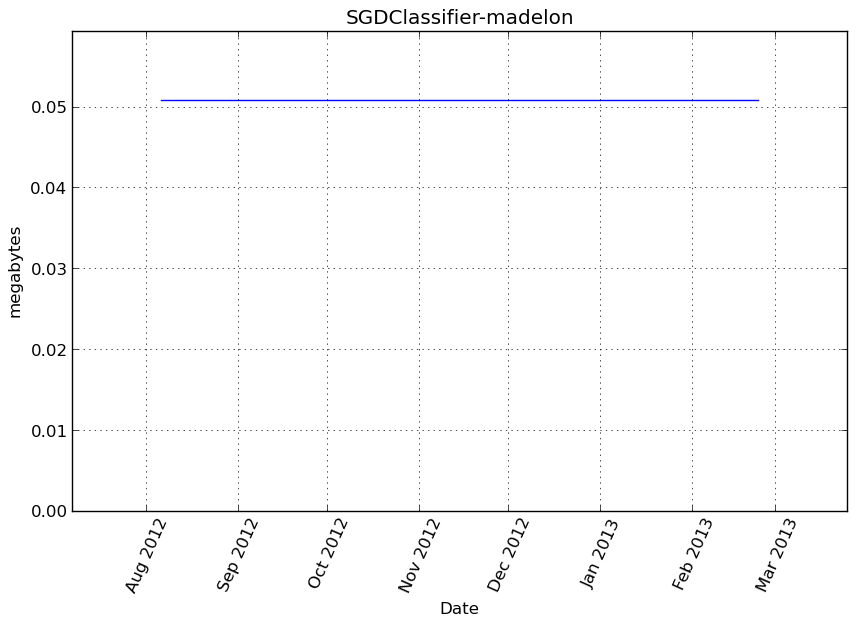 SGDClassifier-madelon
megabytes
0.05
0.04
0.03
0.02
0.01
0.00
Aug 2012
Sep 2012
Oct 2012
Nov 2012
Dec 2012
Jan 2013
Feb 2013
Mar 2013
Date